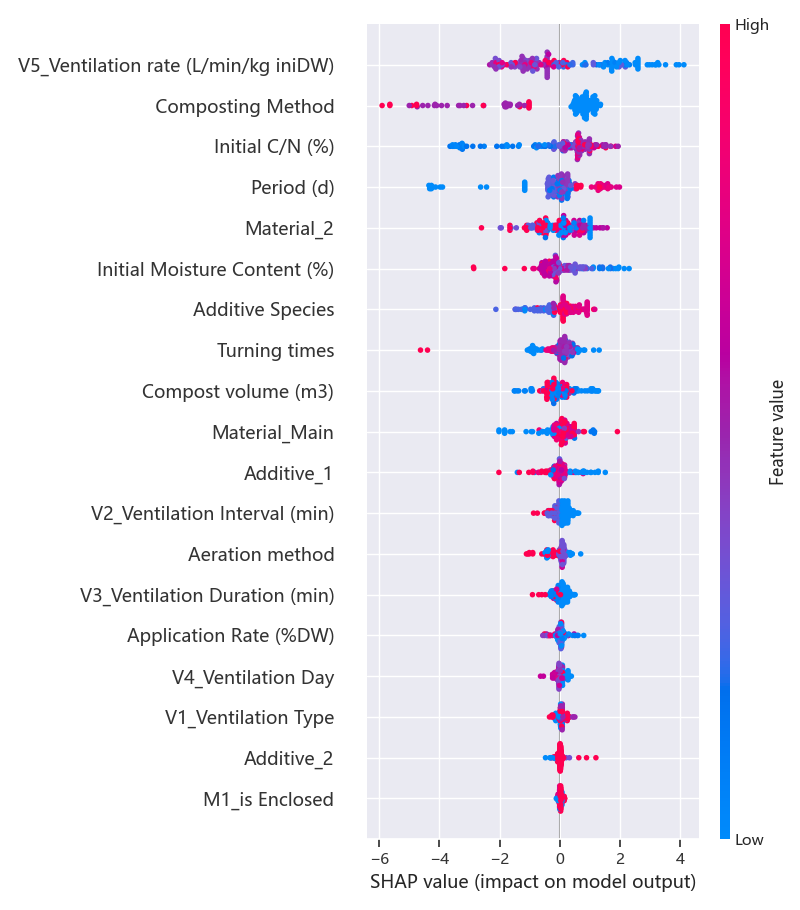 High
V5_Ventilation rate (L/min/kg iniDW)
Composting Method
Initial C/N (%)
Period (d)
Material_2
Initial Moisture Content (%)
Additive Species
Turning times
Compost volume (m3)
Material_Main
Additive_1
V2_Ventilation Interval (min)
Aeration method
V3_Ventilation Duration (min)
Application Rate (%DW)
V4_Ventilation Day
V1_Ventilation Type
Additive_2
M1_is Enclosed
Feature value
Low
−6 −4 −2 0 2 4
SHAP value (impact on model output)